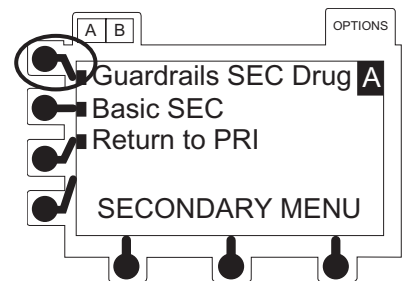 A B
OPTIONS
Guardrails SEC Drug A
Basic SEC
Return to PRI
SECONDARY MENU